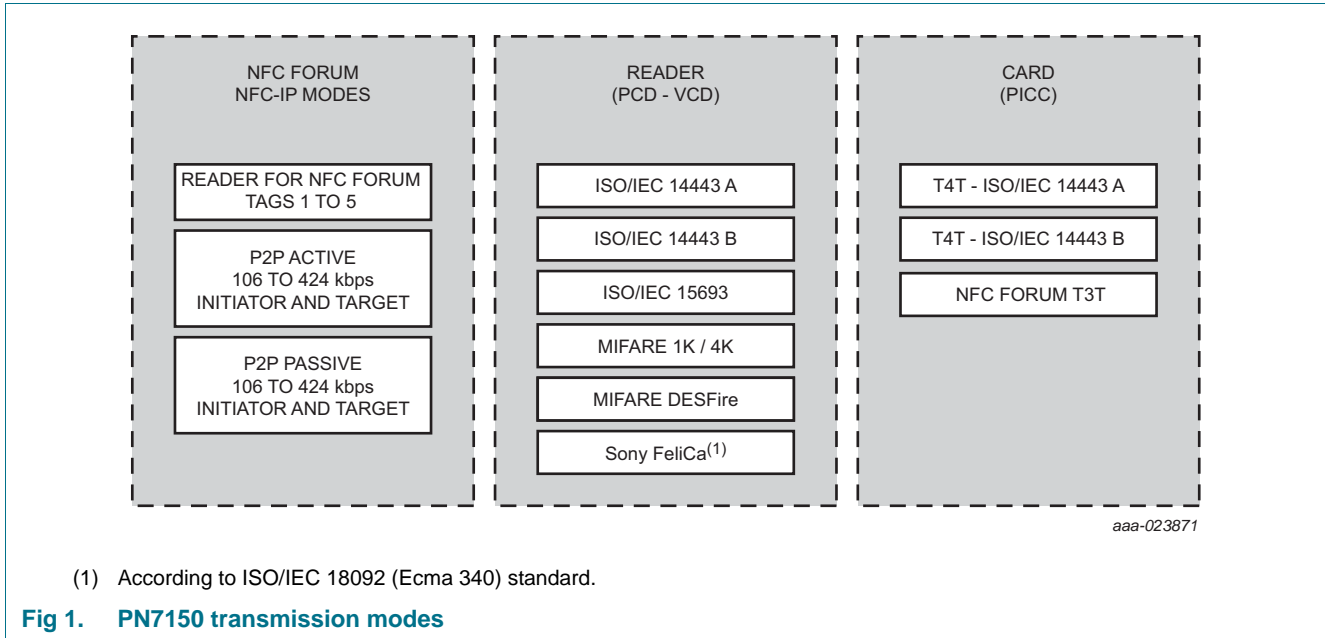 NFC FORUM
NFC-IP MODES
READER FOR NFC FORUM
TAGS 1 TO 5
P2P ACTIVE
106 TO 424 kbps
INITIATOR AND TARGET
P2P PASSIVE
106 TO 424 kbps
INITIATOR AND TARGET
READER
(PCD - VCD)
ISO/IEC 14443 A
ISO/IEC 14443 B
ISO/IEC 15693
MIFARE 1K / 4K
MIFARE DESFire
Sony FeliCa(1)
CARD
(PICC)
T4T - ISO/IEC 14443 A
T4T - ISO/IEC 14443 B
NFC FORUM T3T
aaa-023871
(1) According to ISO/IEC 18092 (Ecma 340) standard.
Fig 1. PN7150 transmission modes